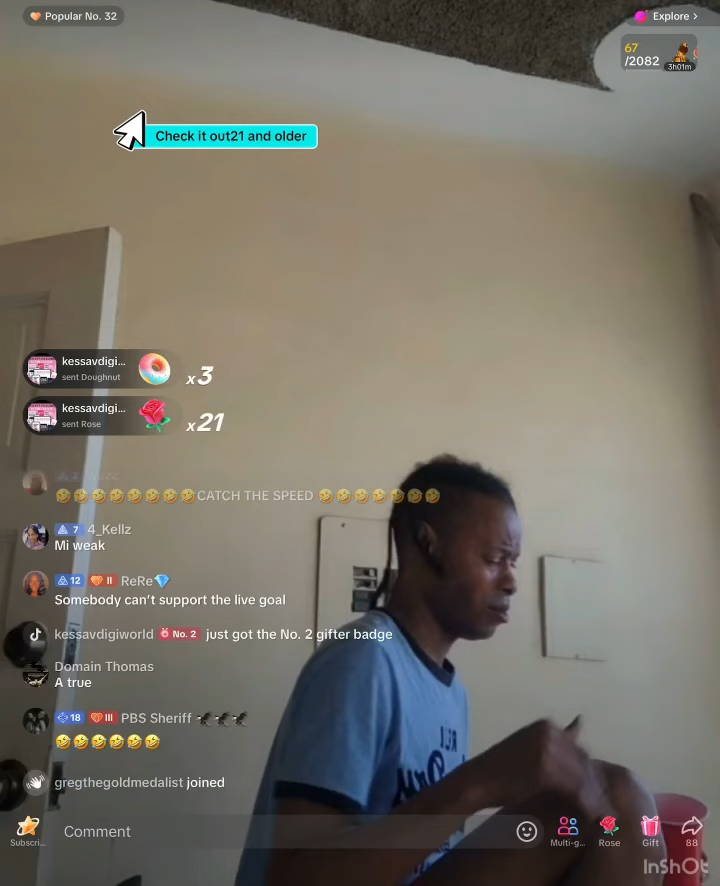 Popular No. 32
Explore >
67
/2082
3h01m
Check it out21 and older
kessavdigi...
sent Doughnut
x3
kessavdigi...
sent Rose
x21
🤣🤣🤣🤣🤣🤣🤣🤣CATCH THE SPEED 🤣🤣🤣🤣🤣🤣🤣
7 4_Kellz
Mi weak
12 II ReRe💎
Somebody can't support the live goal
kessavdigiworld No. 2 just got the No. 2 gifter badge
Domain Thomas
A true
18 III PBS Sheriff 🦅🦅🦅
🤣🤣🤣🤣🤣🤣
gregthegoldmedalist joined
Comment
Subscri...
Multi-g...
Rose
Gift
88
InShOt